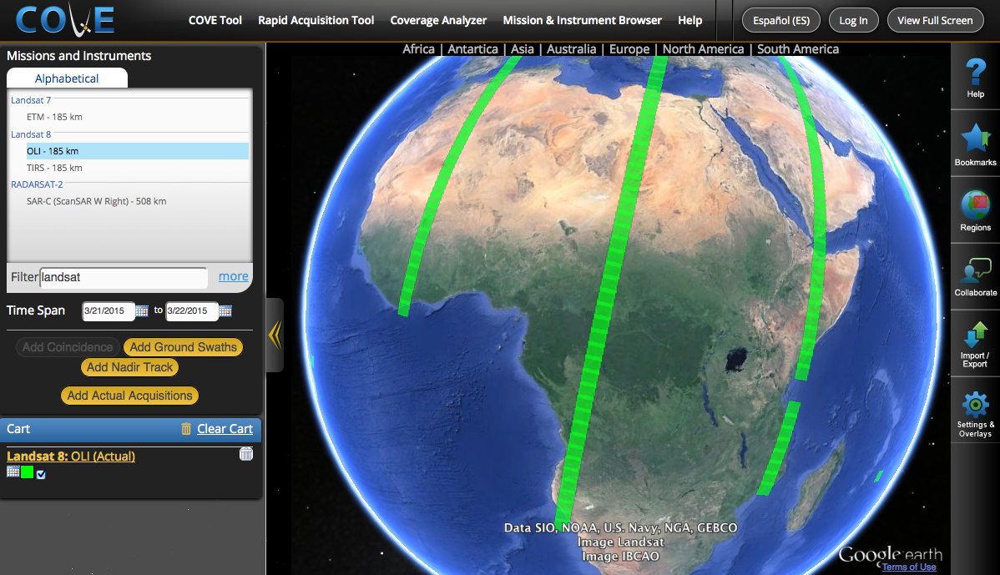 COVE
COVE Tool
Rapid Acquisition Tool
Coverage Analyzer
Mission & Instrument Browser
Help
Español (ES)
Log In
View Full Screen
Missions and Instruments
Alphabetical
Landsat 7
ETM - 185 km
Landsat 8
OLI - 185 km
TIRS - 185 km
RADARSAT-2
SAR-C (ScanSAR W Right) - 508 km
Filter landsat more
Time Span 3/21/2015 to 3/22/2015
Add Coincidence Add Ground Swaths
Add Nadir Track
Add Actual Acquisitions
Cart Clear Cart
Landsat 8: OLI (Actual)
Africa | Antartica | Asia | Australia | Europe | North America | South America
Data SIO, NOAA, U.S. Navy, NGA, GEBCO
Image Landsat
Image IBCAO
Google earth
Terms of Use
Help
Bookmarks
Regions
Collaborate
Import /
Export
Settings &
Overlays